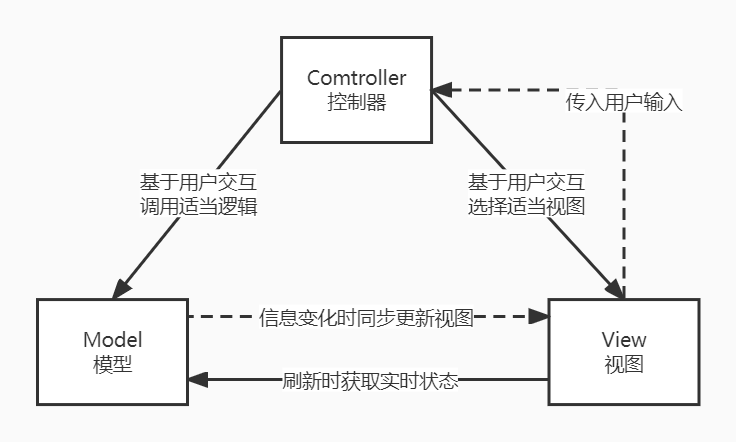 Comtroller
控制器
传入用户输入
基于用户交互
调用适当逻辑
基于用户交互
选择适当视图
信息变化时同步更新视图
Model
模型
View
视图
刷新时获取实时状态